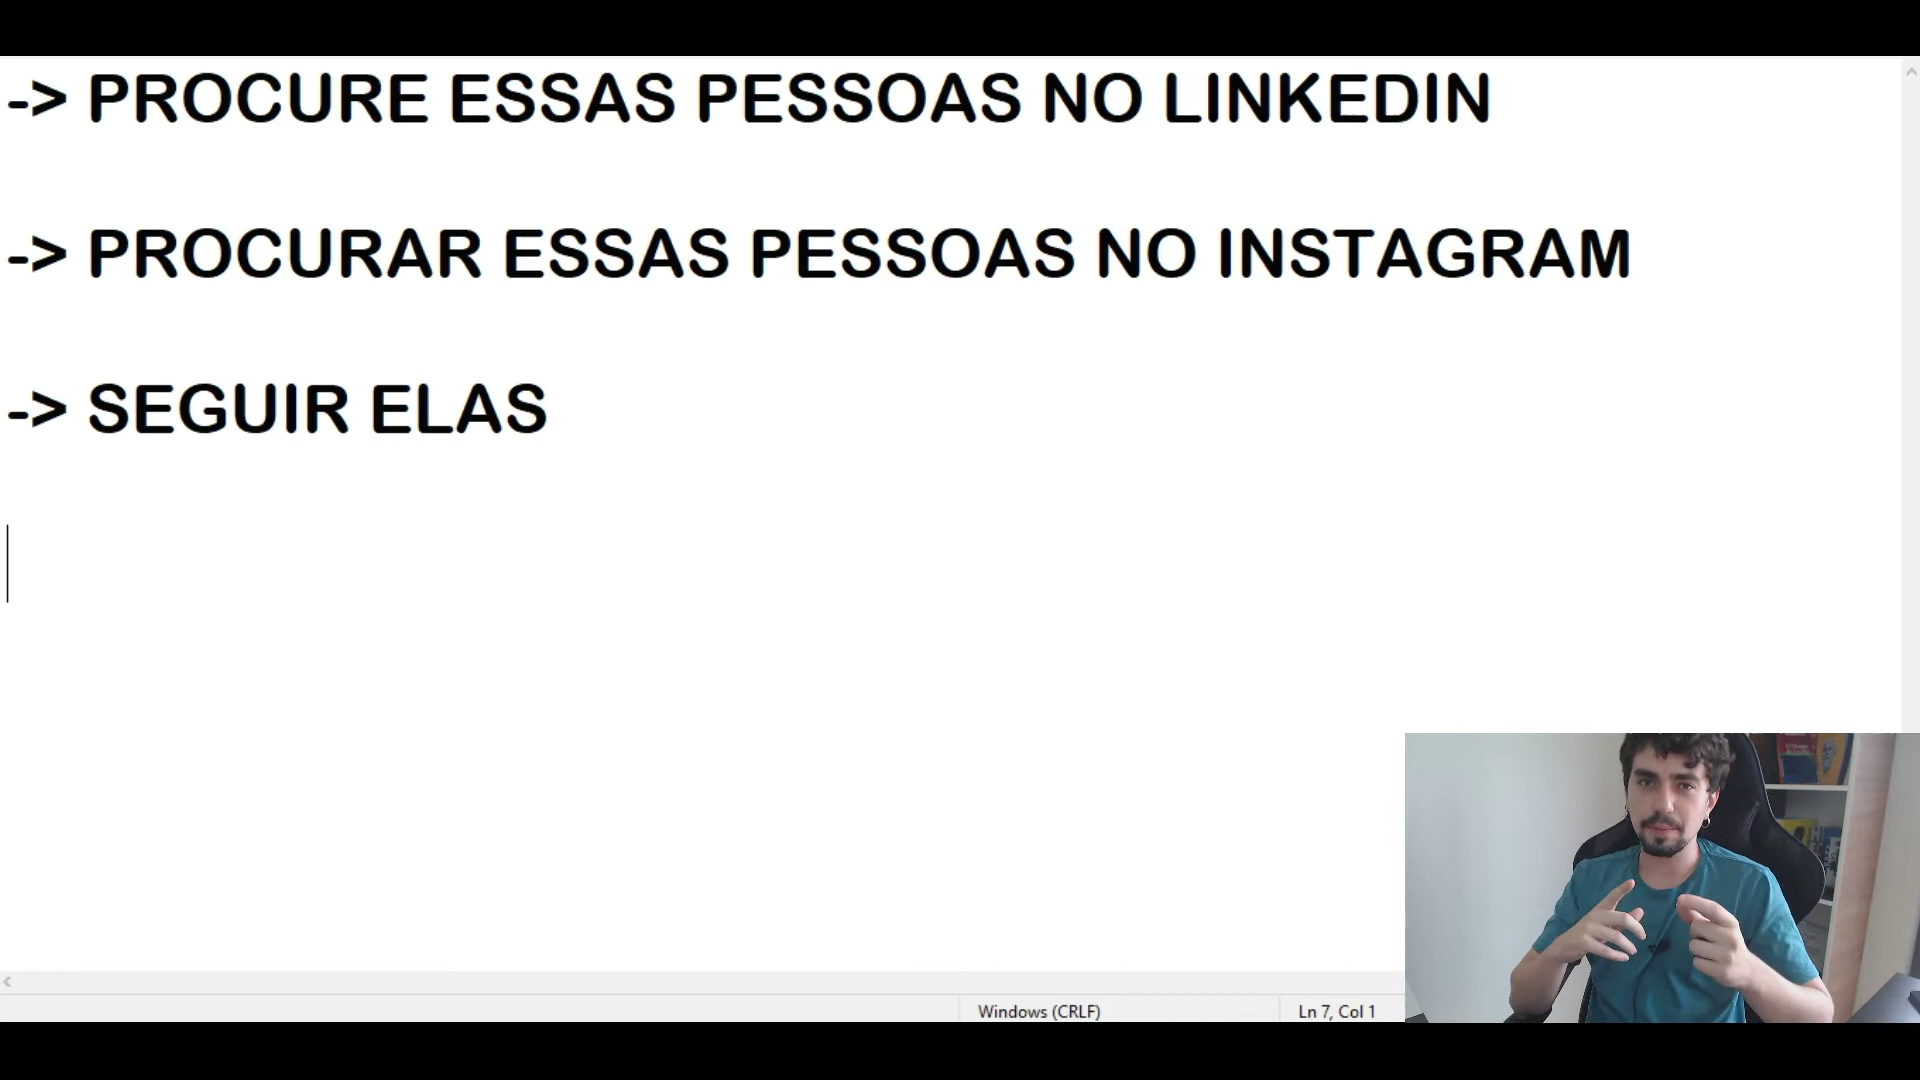 -> PROCURE ESSAS PESSOAS NO LINKEDIN
-> PROCURAR ESSAS PESSOAS NO INSTAGRAM
-> SEGUIR ELAS
Windows (CRLF)
Ln 7, Col 1